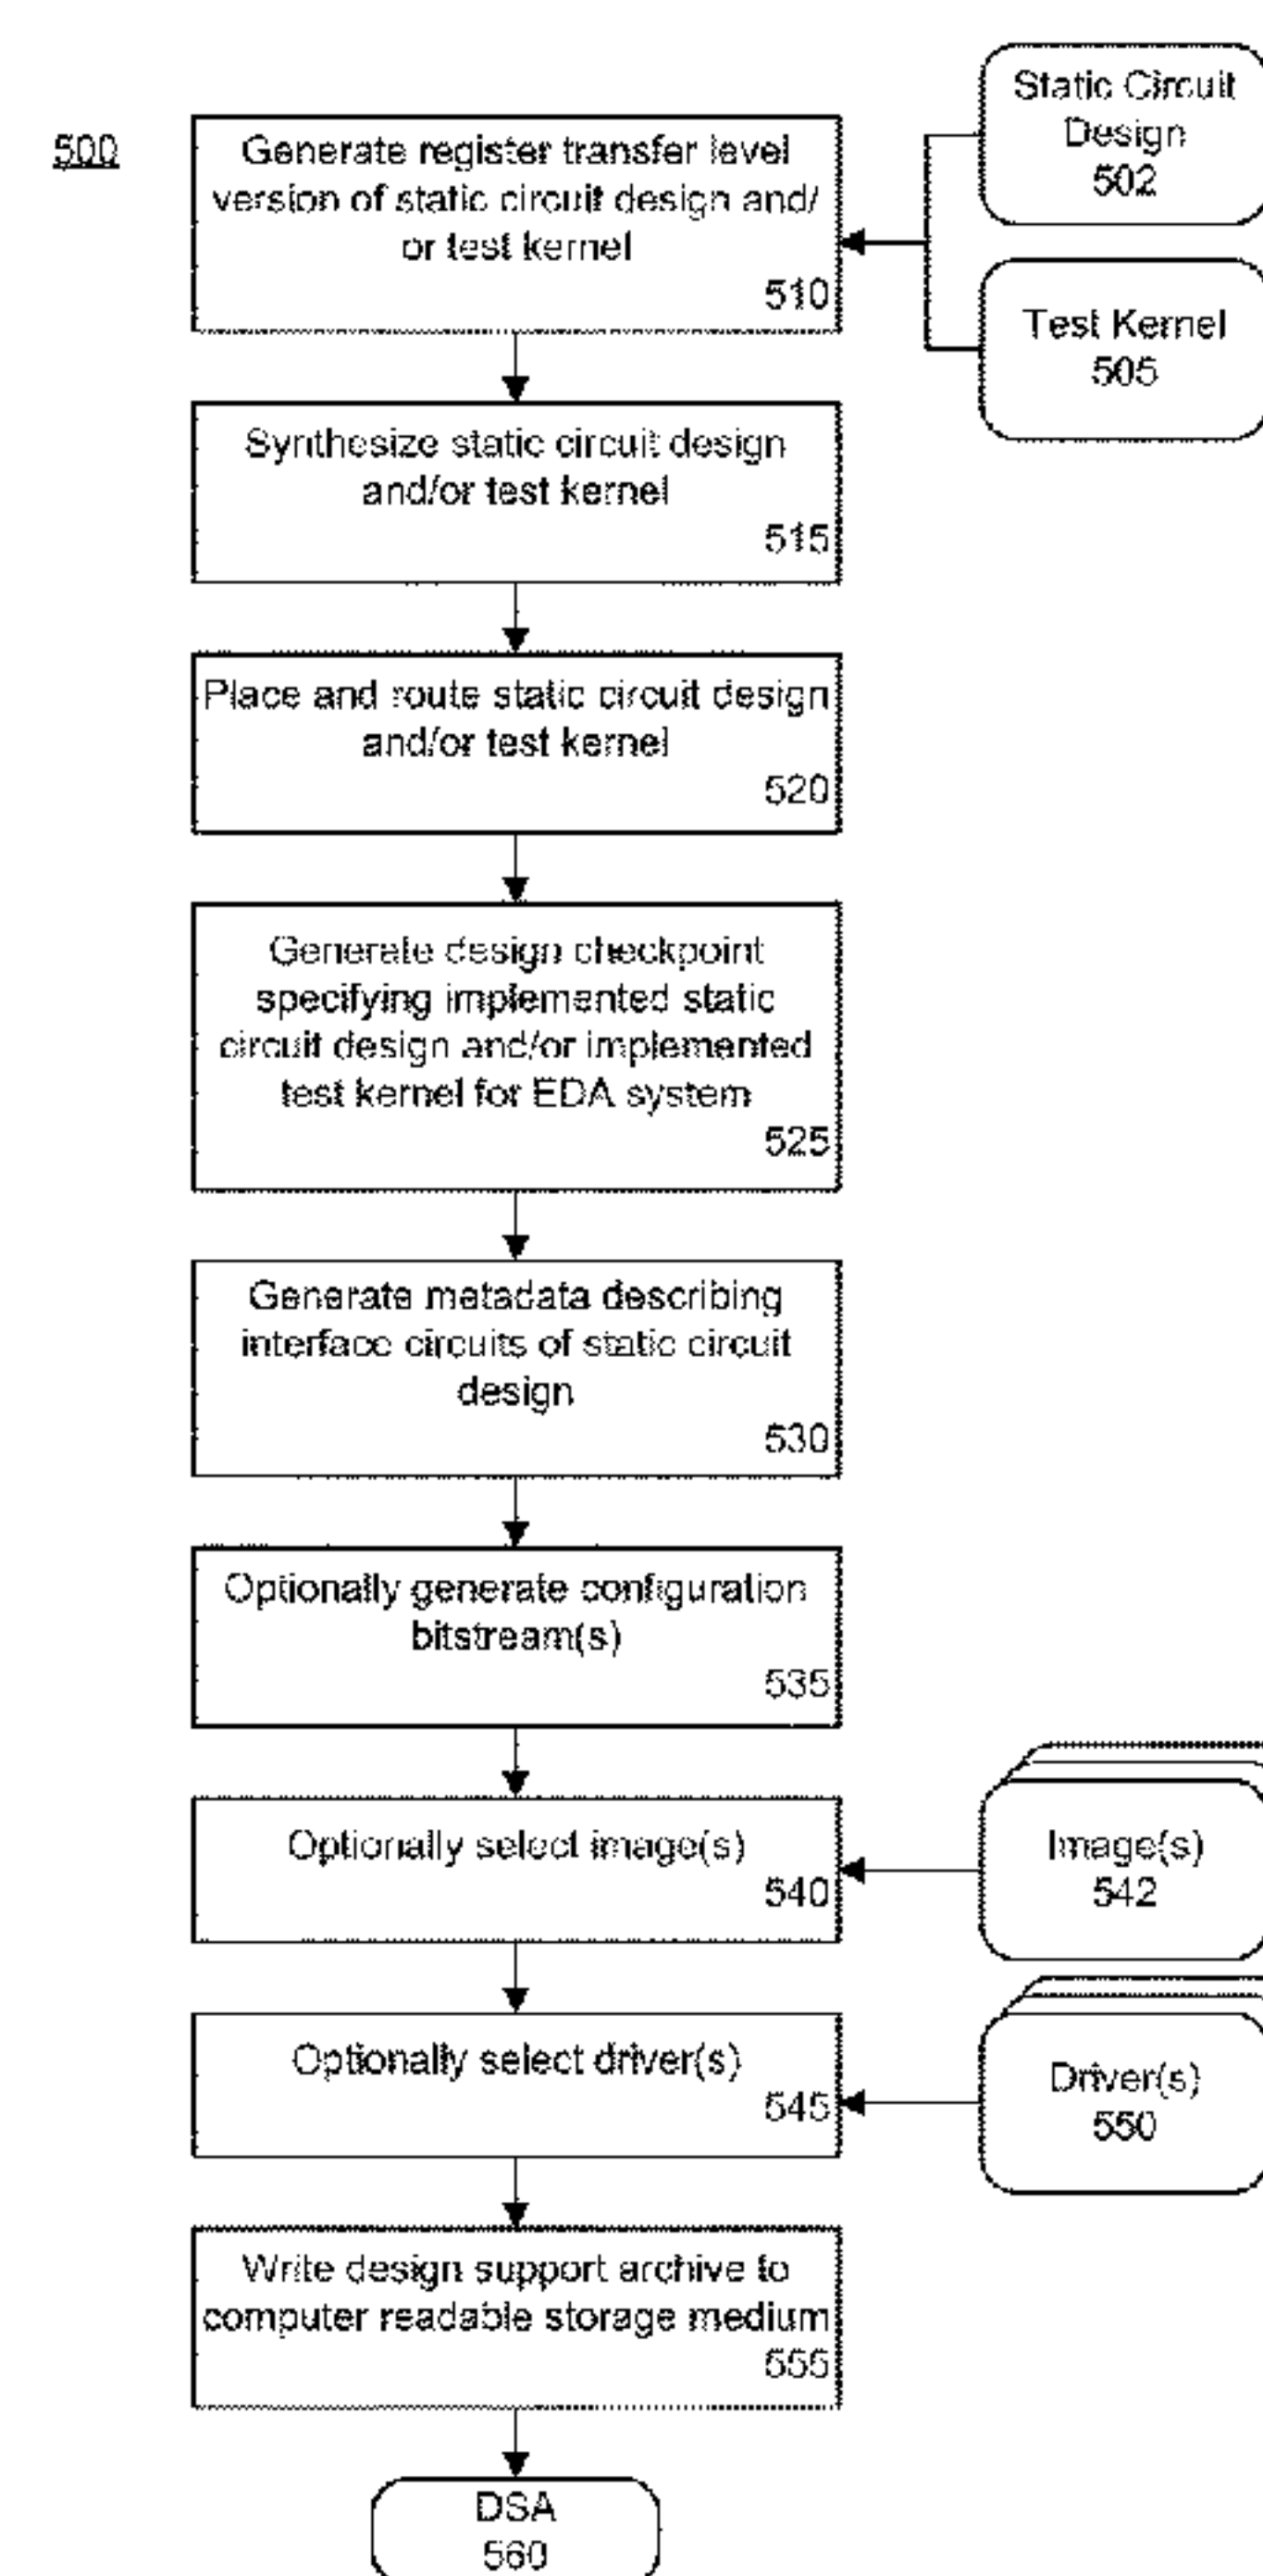 500
Static Circuit
Design
502
Generate register transfer level
version of static circuit design and/
or test kernel
510
Test Kernel
505
Synthesize static circuit design
and/or test kernel
515
Place and route static circuit design
and/or test kernel
520
Generate design checkpoint
specifying implemented static
circuit design and/or implemented
test kernel for EDA system
525
Generate metadata describing
interface circuits of static circuit
design
530
Optionally generate configuration
bitstream(s)
535
Optionally select image(s)
540
Image(s)
542
Optionally select driver(s)
545
Driver(s)
550
Write design support archive to
computer readable storage medium
555
DSA
560